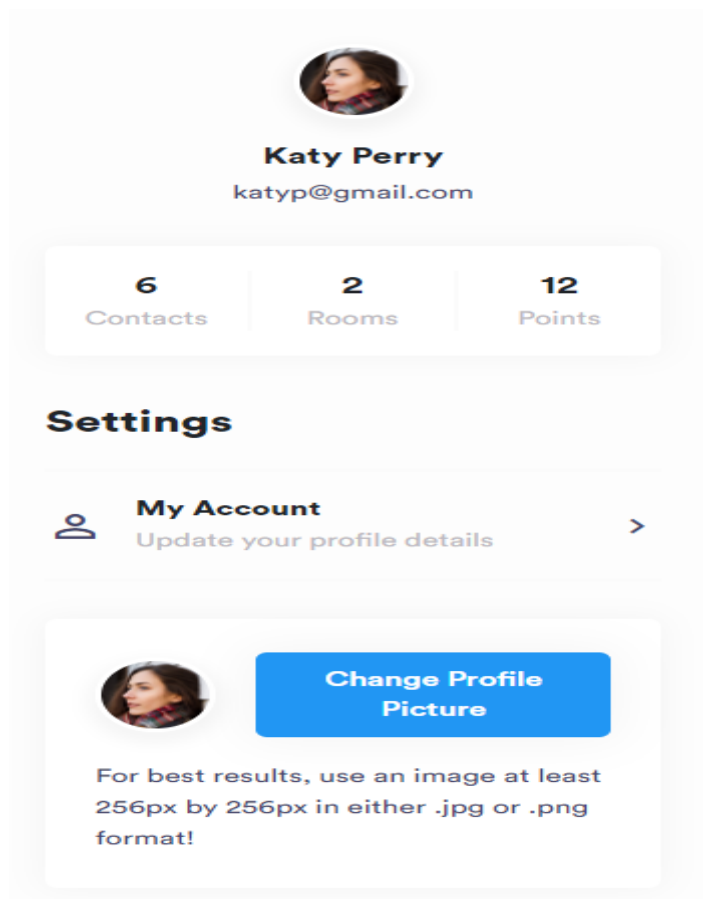 Katy Perry
katyp@gmail.com
6 2 12
Contacts Rooms Points
Settings
My Account
Update your profile details
Change Profile
Picture
For best results, use an image at least
256px by 256px in either .jpg or .png
format!